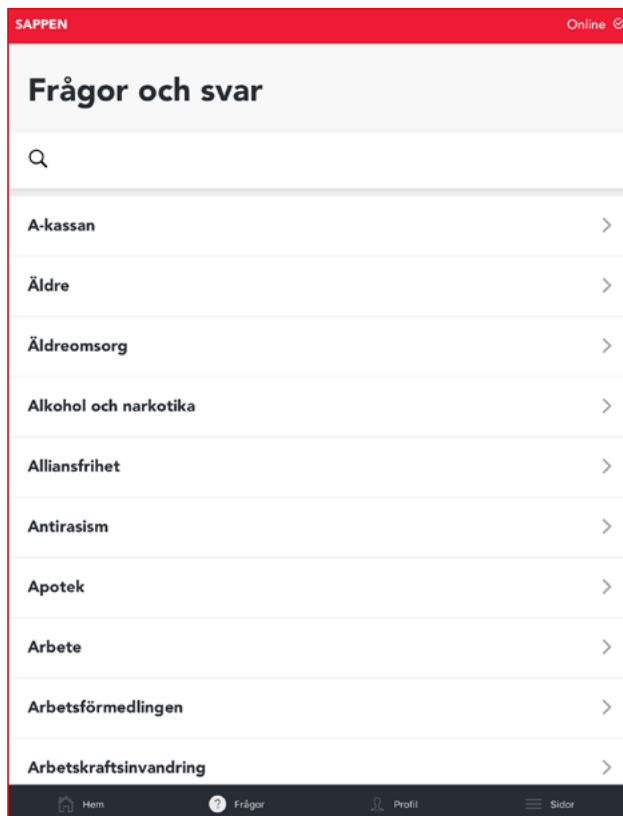 SAPPEN Online
Frågor och svar
A-kassan
Äldre
Äldreomsorg
Alkohol och narkotika
Alliansfrihet
Antirasism
Apotek
Arbete
Arbetsförmedlingen
Arbetskraftsinvandring
Hem ? Frågor Profil Sidor